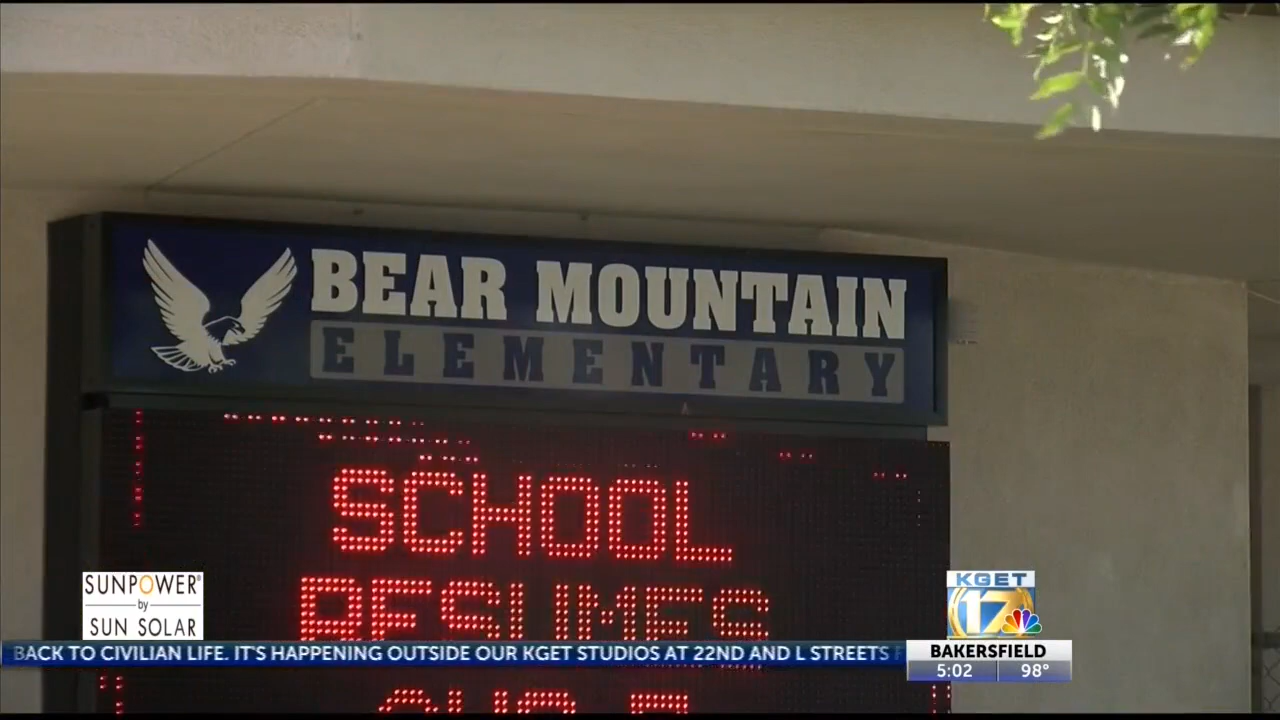 BEAR MOUNTAIN
ELEMENTARY
SCHOOL
RESUMES
SUNPOWER®
by
SUN SOLAR
KGET
17
BACK TO CIVILIAN LIFE. IT'S HAPPENING OUTSIDE OUR KGET STUDIOS AT 22ND AND L STREETS
BAKERSFIELD
5:02 98°